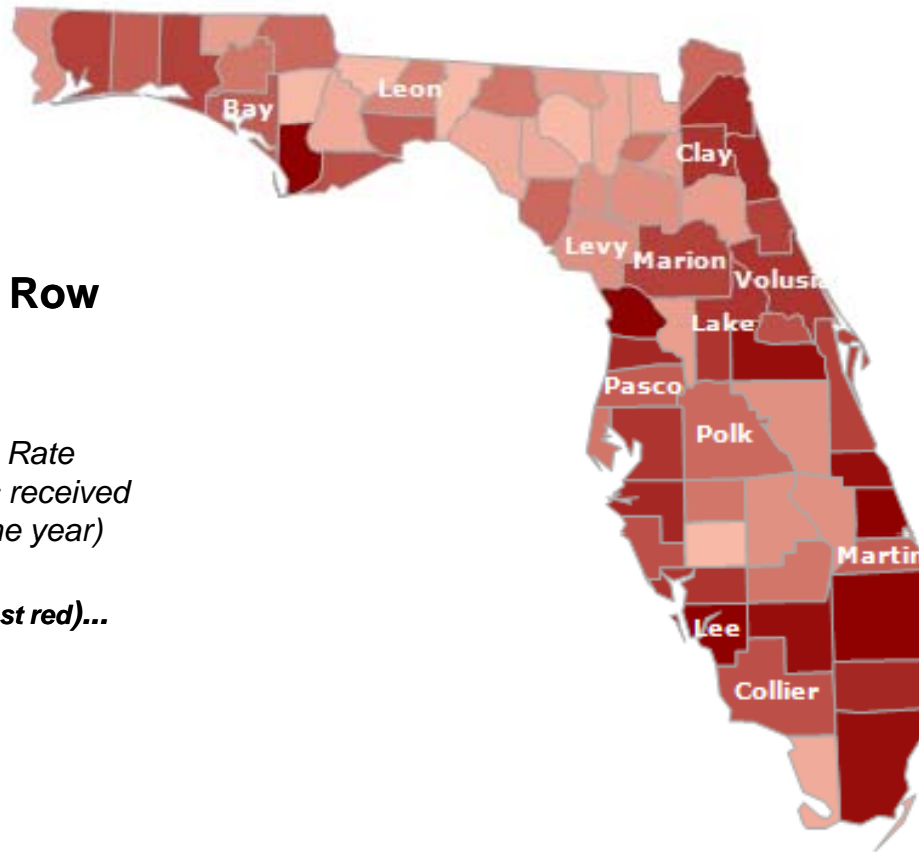 Leon
Bay
Clay
Levy
Marion
Volusi
Row
Lake
Pasco
Polk
Rate
received
e year)
Martin
st red)...
Lee
Collier